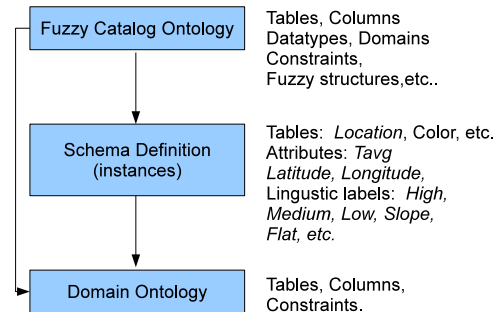 Fuzzy Catalog Ontology
Tables, Columns
Datatypes, Domains
Constraints,
Fuzzy structures,etc..
Schema Definition
(instances)
Tables: Location, Color, etc.
Attributes: Tavg
Latitude, Longitude,
Lingustic labels: High,
Medium, Low, Slope,
Flat, etc.
Domain Ontology
Tables, Columns,
Constraints.